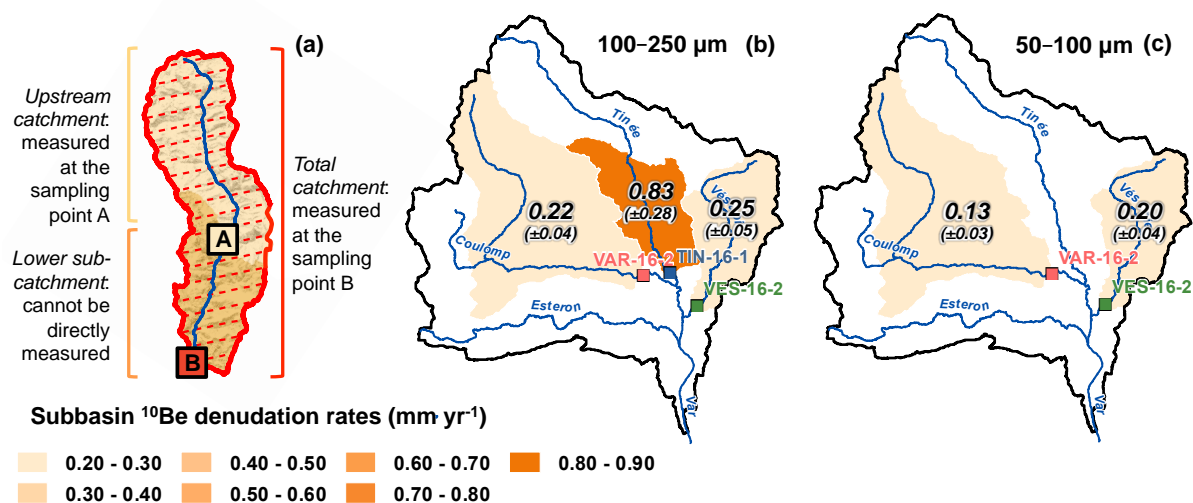 (a)
Upstream
catchment:
measured
at the
sampling
point A
Lower sub-
catchment:
cannot be
directly
measured
A
B
Total
catchment:
measured
at the
sampling
point B
100–250 µm (b)
Tinée
0.83
(±0.28)
0.22
(±0.04)
Vés
0.25
(±0.05)
Coulomp
VAR-16-2
TIN-16-1
VES-16-2
Esteron
Var
50–100 µm (c)
Tinée
0.13
(±0.03)
Vés
0.20
(±0.04)
Coulomp
VAR-16-2
VES-16-2
Esteron
Var
Subbasin ¹⁰Be denudation rates (mm yr⁻¹)
0.20 - 0.30 0.40 - 0.50 0.60 - 0.70 0.80 - 0.90
0.30 - 0.40 0.50 - 0.60 0.70 - 0.80